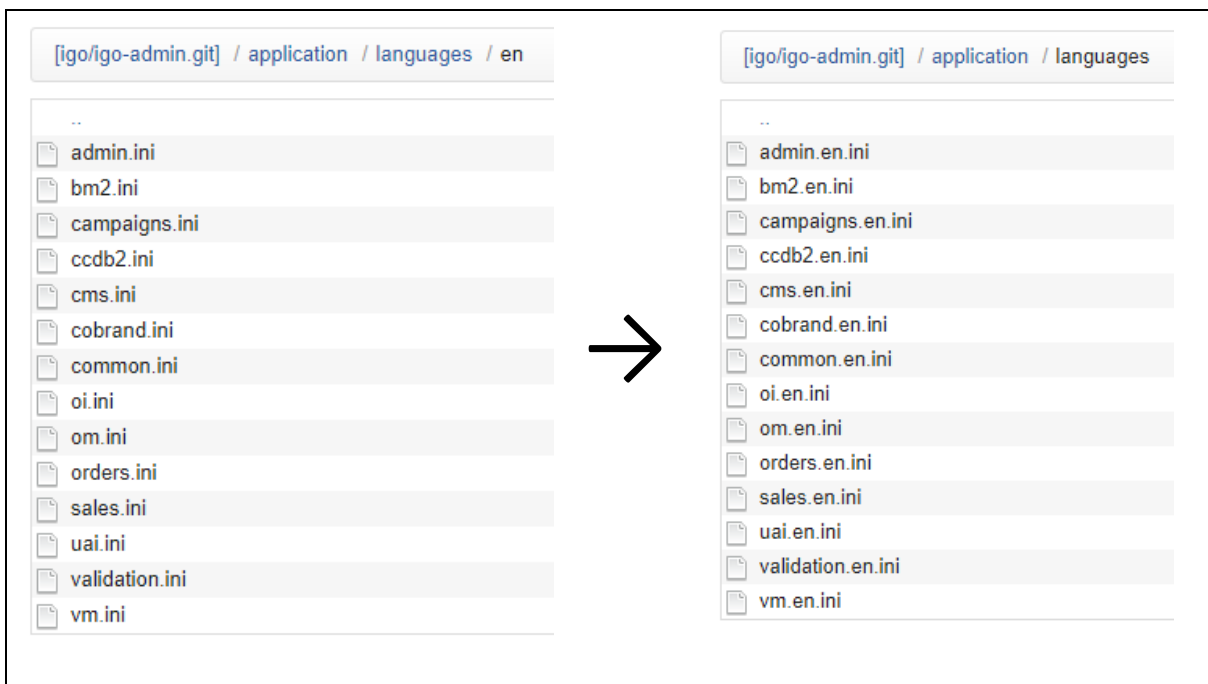 [igo/igo-admin.git] / application / languages / en
..
admin.ini
bm2.ini
campaigns.ini
ccdb2.ini
cms.ini
cobrand.ini
common.ini
oi.ini
om.ini
orders.ini
sales.ini
uai.ini
validation.ini
vm.ini
[igo/igo-admin.git] / application / languages
..
admin.en.ini
bm2.en.ini
campaigns.en.ini
ccdb2.en.ini
cms.en.ini
cobrand.en.ini
common.en.ini
oi.en.ini
om.en.ini
orders.en.ini
sales.en.ini
uai.en.ini
validation.en.ini
vm.en.ini